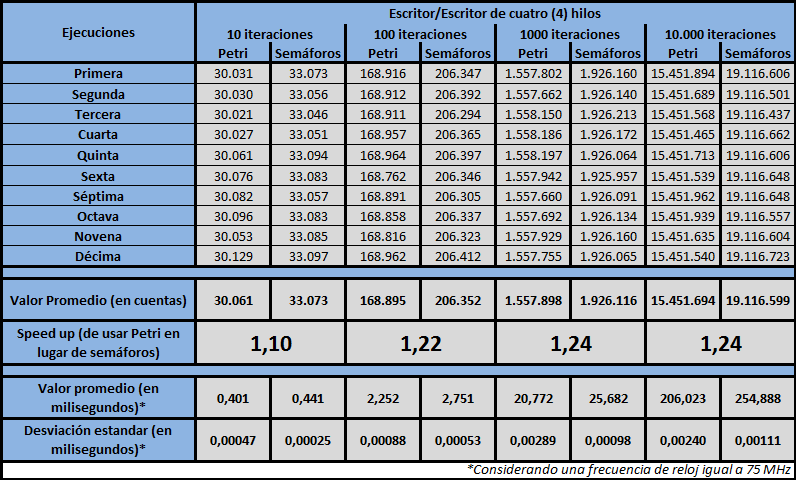 Ejecuciones
Escritor/Escritor de cuatro (4) hilos
10 iteraciones 100 iteraciones 1000 iteraciones 10.000 iteraciones
Petri Semáforos Petri Semáforos Petri Semáforos Petri Semáforos
Primera 30.031 33.073 168.916 206.347 1.557.802 1.926.160 15.451.894 19.116.606
Segunda 30.030 33.056 168.912 206.392 1.557.662 1.926.140 15.451.689 19.116.501
Tercera 30.021 33.046 168.911 206.294 1.558.150 1.926.213 15.451.568 19.116.437
Cuarta 30.027 33.051 168.957 206.365 1.558.186 1.926.172 15.451.465 19.116.662
Quinta 30.061 33.094 168.964 206.397 1.558.197 1.926.064 15.451.713 19.116.606
Sexta 30.076 33.083 168.762 206.346 1.557.942 1.925.957 15.451.539 19.116.648
Séptima 30.082 33.057 168.891 206.305 1.557.660 1.926.091 15.451.962 19.116.648
Octava 30.096 33.083 168.858 206.337 1.557.692 1.926.134 15.451.939 19.116.557
Novena 30.053 33.085 168.816 206.323 1.557.929 1.926.160 15.451.635 19.116.604
Décima 30.129 33.097 168.962 206.412 1.557.755 1.926.065 15.451.540 19.116.723
Valor Promedio (en cuentas) 30.061 33.073 168.895 206.352 1.557.898 1.926.116 15.451.694 19.116.599
Speed up (de usar Petri en
lugar de semáforos)
1,10 1,22 1,24 1,24
Valor promedio (en
milisegundos)*
0,401 0,441 2,252 2,751 20,772 25,682 206,023 254,888
Desviación estandar (en
milisegundos)*
0,00047 0,00025 0,00088 0,00053 0,00289 0,00098 0,00240 0,00111
*Considerando una frecuencia de reloj igual a 75 MHz